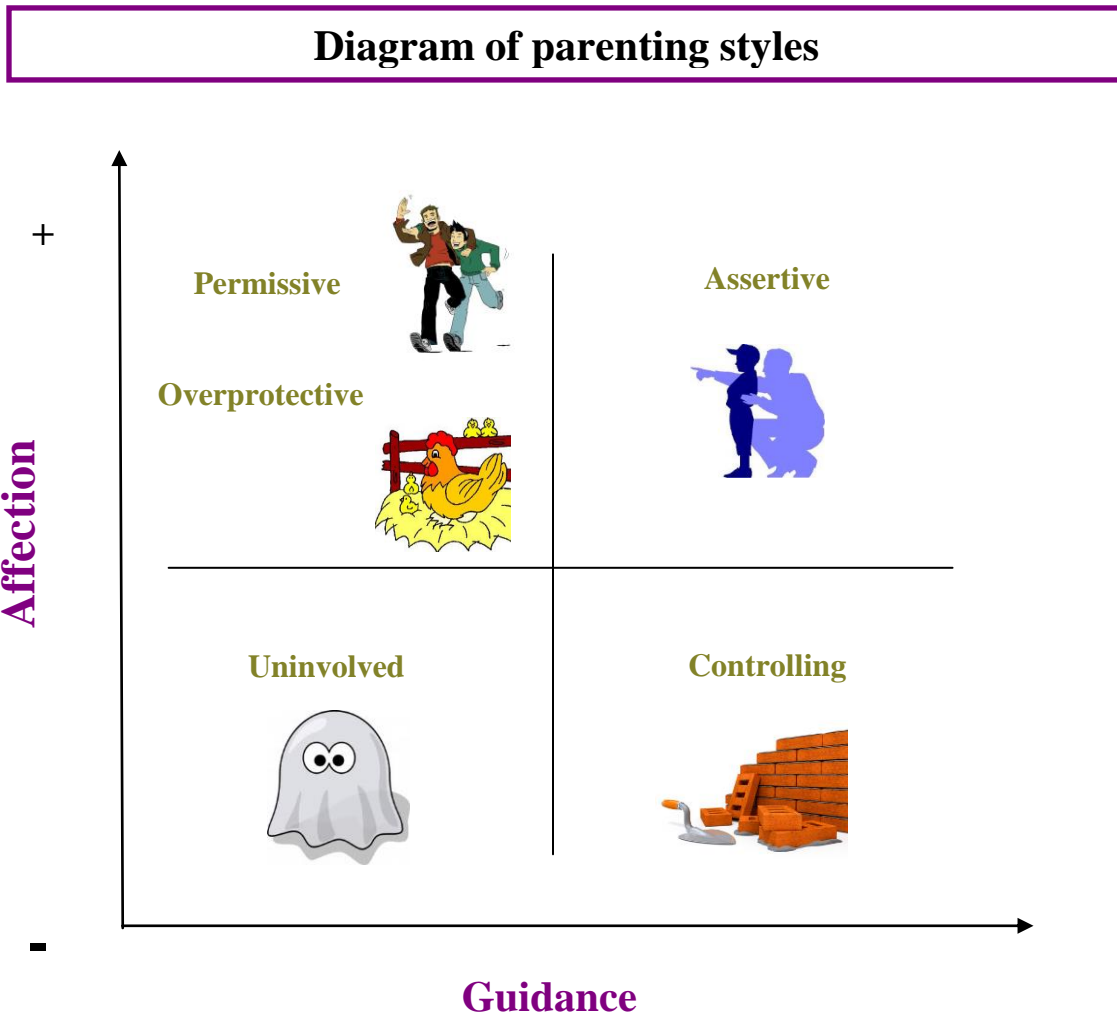 Diagram of parenting styles
+
Permissive
Assertive
Overprotective
Affection
Uninvolved
Controlling
-
Guidance